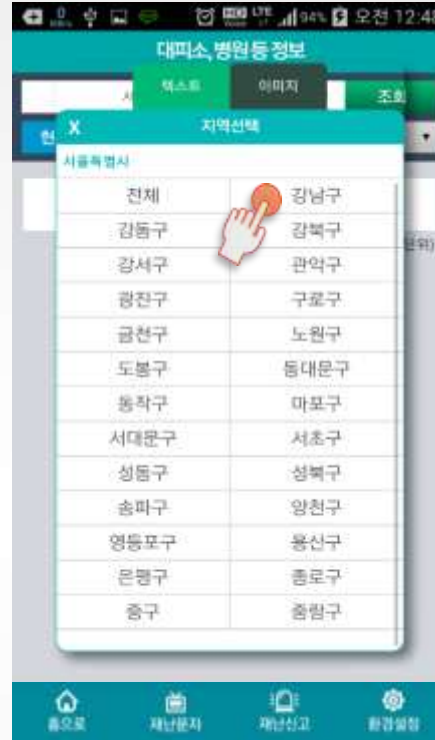 94% 오전 12:48
대피소, 병원등 정보
텍스트 이미지
조회
X 지역선택
서울특별시
전체 강남구
강동구 강북구
강서구 관악구
광진구 구로구
금천구 노원구
도봉구 동대문구
동작구 마포구
서대문구 서초구
성동구 성북구
송파구 양천구
영등포구 용산구
은평구 종로구
중구 중랑구
홈으로 재난문자 재난신고 환경설정